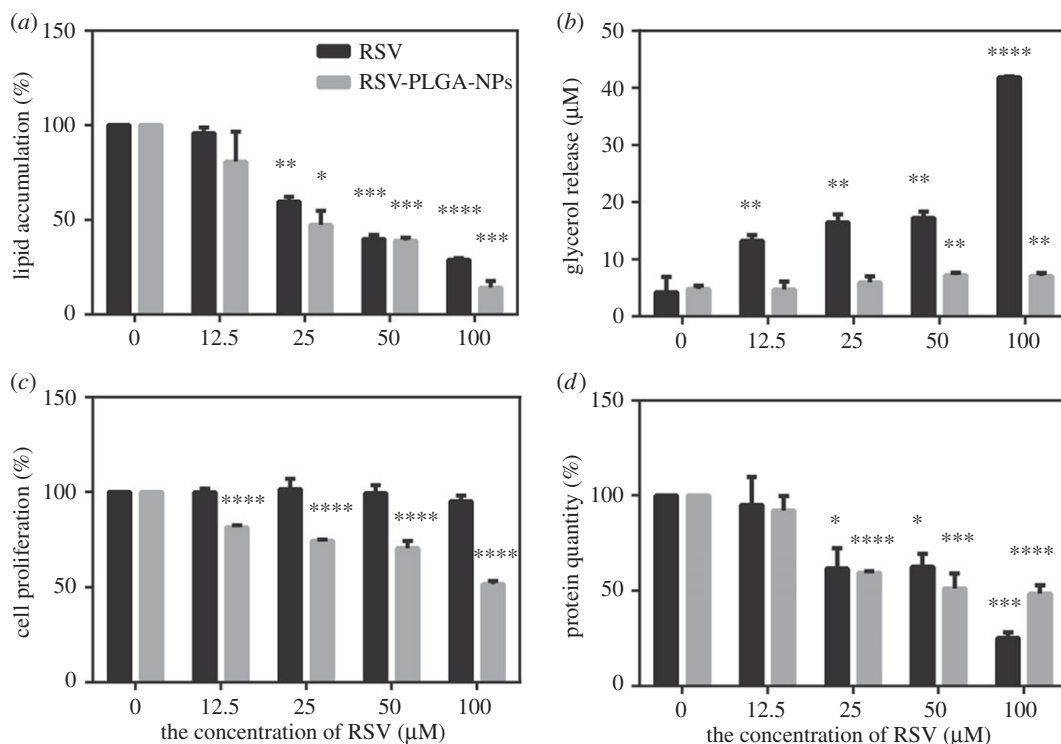 (a)
150
100
50
0
lipid accumulation (%)
RSV
RSV-PLGA-NPs
** * *** *** **** ***
0 12.5 25 50 100
(b)
50
40
30
20
10
0
glycerol release (μM)
** ** ** ** **** **
0 12.5 25 50 100
(c)
150
100
50
0
cell proliferation (%)
**** **** **** ****
0 12.5 25 50 100
the concentration of RSV (μM)
(d)
150
100
50
0
protein quantity (%)
* **** * *** *** ****
0 12.5 25 50 100
the concentration of RSV (μM)